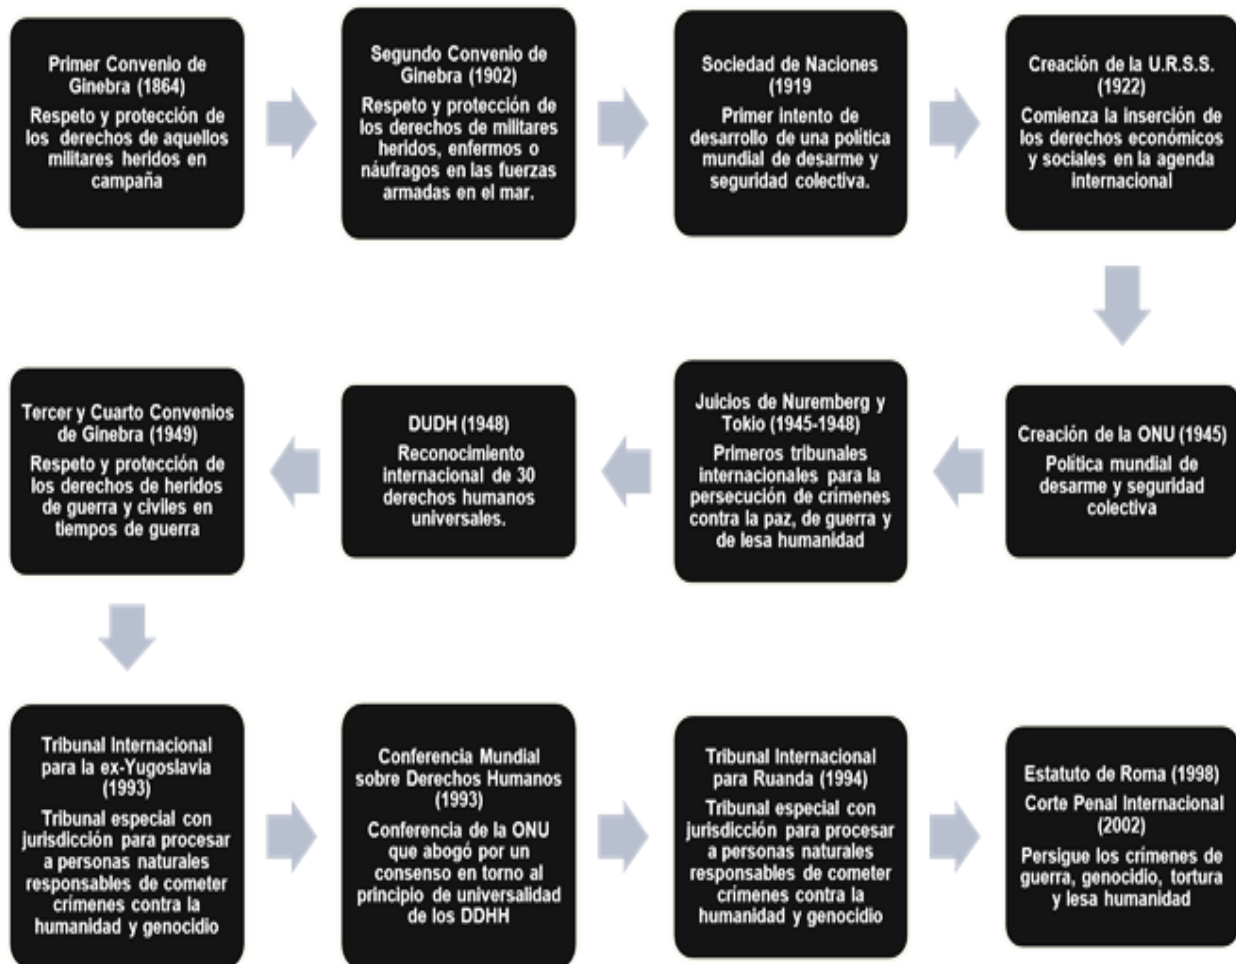 Primer Convenio de
Ginebra (1864)
Respeto y protección de
los derechos de aquellos
militares heridos en
campaña
Segundo Convenio de
Ginebra (1902)
Respeto y protección de
los derechos de militares
heridos, enfermos o
náufragos en las fuerzas
armadas en el mar.
Sociedad de Naciones
(1919
Primer intento de
desarrollo de una política
mundial de desarme y
seguridad colectiva.
Creación de la U.R.S.S.
(1922)
Comienza la inserción de
los derechos económicos
y sociales en la agenda
internacional
Creación de la ONU (1945)
Política mundial de
desarme y seguridad
colectiva
Juicios de Nuremberg y
Tokio (1945-1948)
Primeros tribunales
internacionales para la
persecución de crímenes
contra la paz, de guerra y
de lesa humanidad
DUDH (1948)
Reconocimiento
internacional de 30
derechos humanos
universales.
Tercer y Cuarto Convenios
de Ginebra (1949)
Respeto y protección de
los derechos de heridos
de guerra y civiles en
tiempos de guerra
Tribunal Internacional
para la ex-Yugoslavia
(1993)
Tribunal especial con
jurisdicción para procesar
a personas naturales
responsables de cometer
crímenes contra la
humanidad y genocidio
Conferencia Mundial
sobre Derechos Humanos
(1993)
Conferencia de la ONU
que abogó por un
consenso en torno al
principio de universalidad
de los DDHH
Tribunal Internacional
para Ruanda (1994)
Tribunal especial con
jurisdicción para procesar
a personas naturales
responsables de cometer
crímenes contra la
humanidad y genocidio
Estatuto de Roma (1998)
Corte Penal Internacional
(2002)
Persigue los crímenes de
guerra, genocidio, tortura
y lesa humanidad